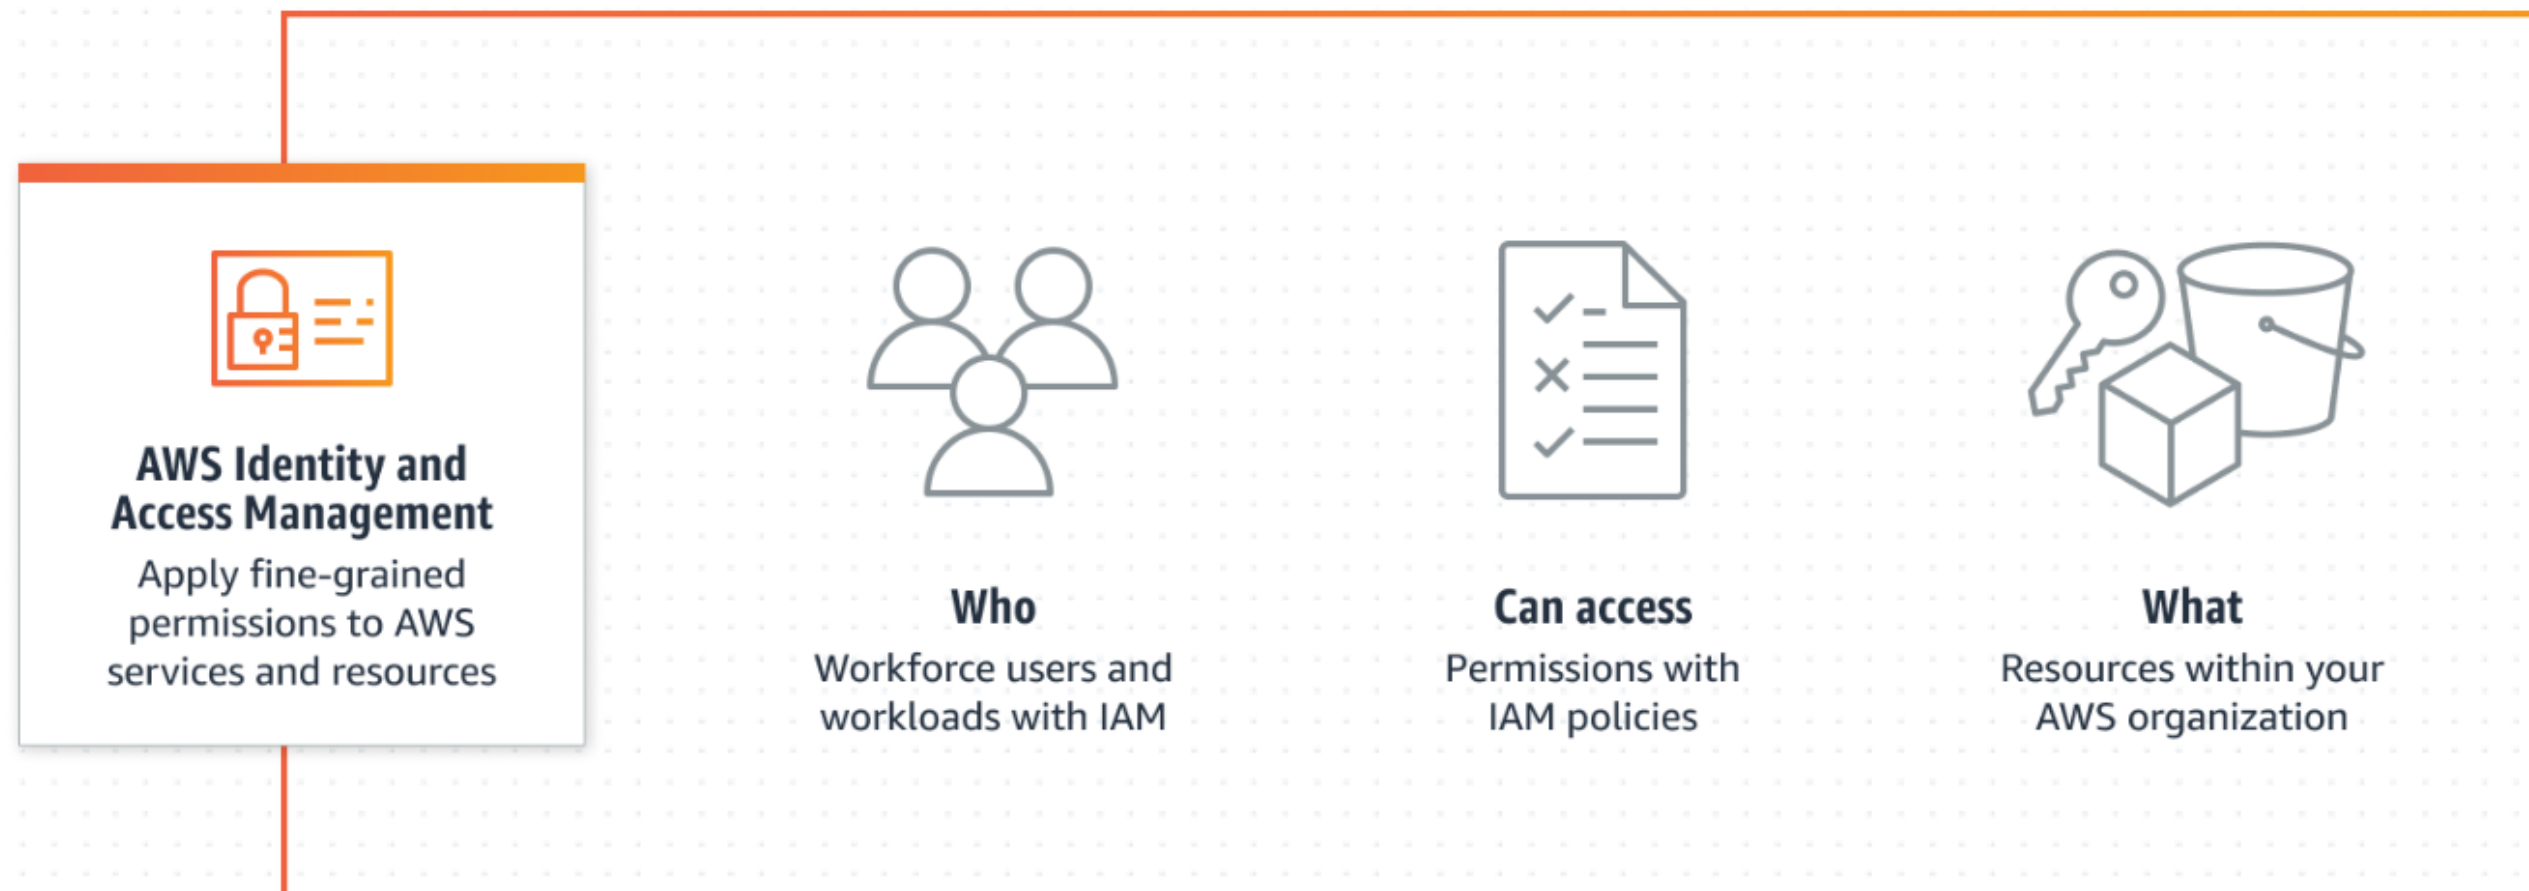 AWS Identity and
Access Management
Apply fine-grained
permissions to AWS
services and resources
Who
Workforce users and
workloads with IAM
Can access
Permissions with
IAM policies
What
Resources within your
AWS organization